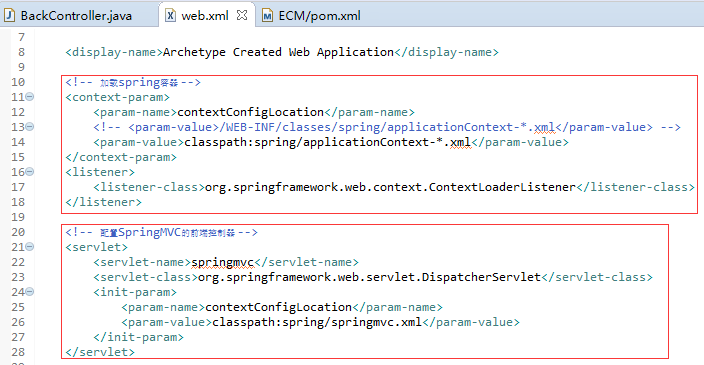 BackController.java web.xml ECM/pom.xml
7
8 <display-name>Archetype Created Web Application</display-name>
9
10 <!-- 加载spring容器 -->
11 <context-param>
12 <param-name>contextConfigLocation</param-name>
13 <!-- <param-value>/WEB-INF/classes/spring/applicationContext-*.xml</param-value> -->
14 <param-value>classpath:spring/applicationContext-*.xml</param-value>
15 </context-param>
16 <listener>
17 <listener-class>org.springframework.web.context.ContextLoaderListener</listener-class>
18 </listener>
19
20 <!-- 配置SpringMVC的前端控制器 -->
21 <servlet>
22 <servlet-name>springmvc</servlet-name>
23 <servlet-class>org.springframework.web.servlet.DispatcherServlet</servlet-class>
24 <init-param>
25 <param-name>contextConfigLocation</param-name>
26 <param-value>classpath:spring/springmvc.xml</param-value>
27 </init-param>
28 </servlet>